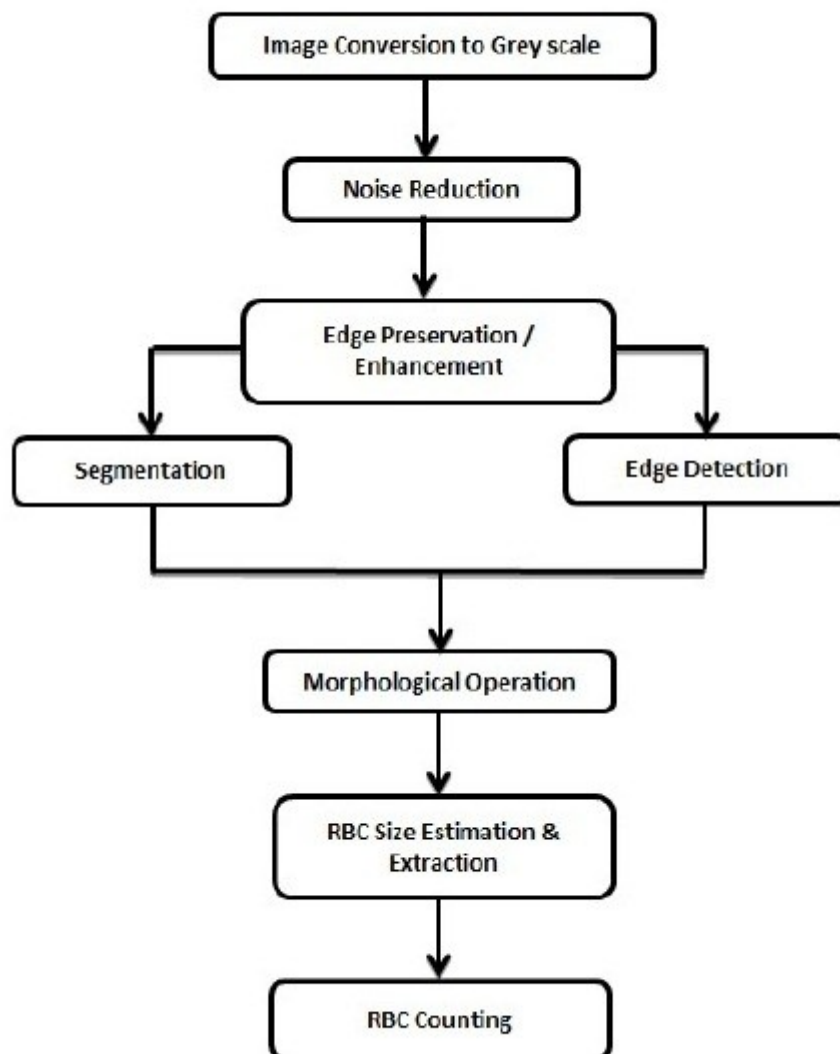 Image Conversion to Grey scale
Noise Reduction
Edge Preservation /
Enhancement
Segmentation
Edge Detection
Morphological Operation
RBC Size Estimation &
Extraction
RBC Counting